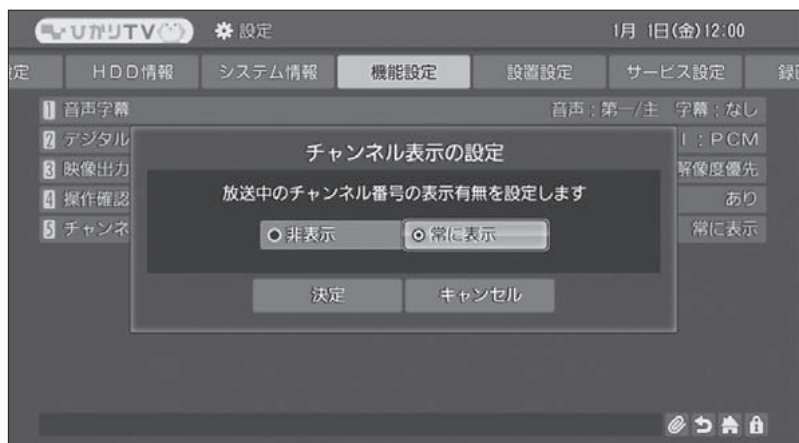 ひかりTV 設定 1月 1日(金)12:00
定 HDD情報 システム情報 機能設定 設置設定 サービス設定 録
1 音声字幕 音声:第一/主 字幕:なし
2 デジタル I:PCM
3 映像出力 解像度優先
4 操作確認 あり
5 チャンネ 常に表示
チャンネル表示の設定
放送中のチャンネル番号の表示有無を設定します
非表示 常に表示
決定 キャンセル